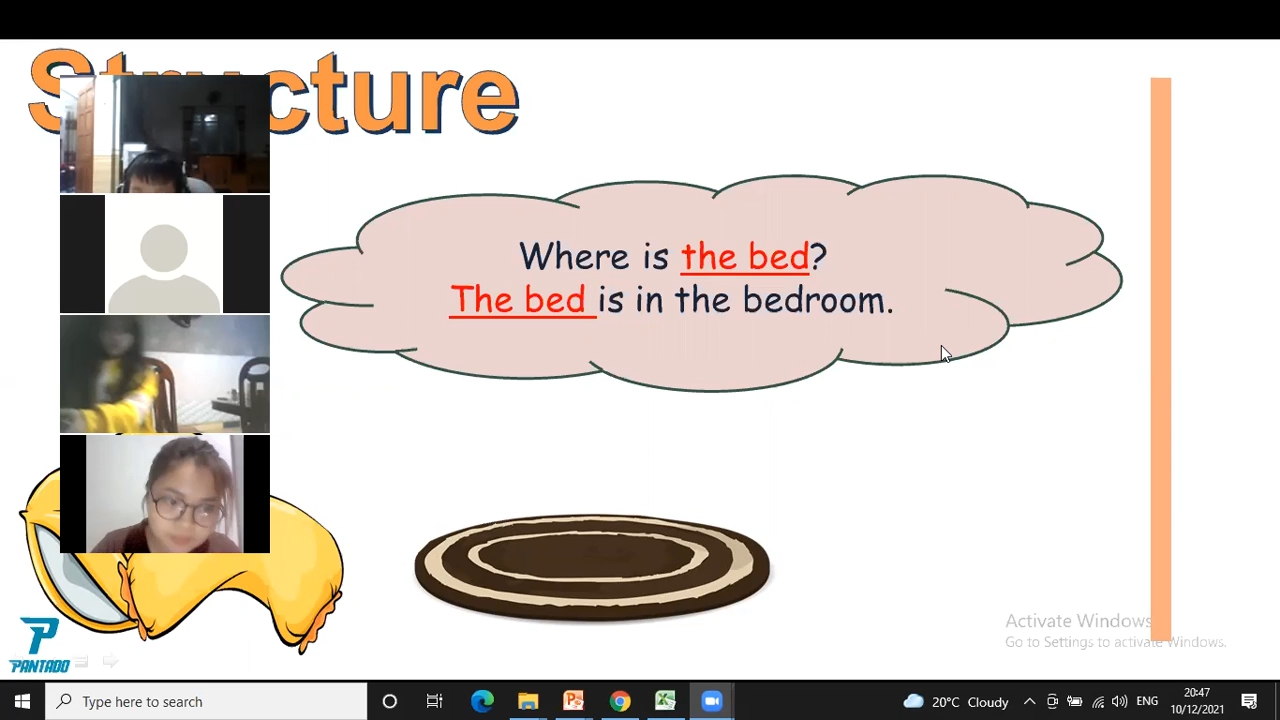 Structure
Where is the bed?
The bed is in the bedroom.
Activate Windows
Go to Settings to activate Windows.
PANTADO
Type here to search
20°C Cloudy
ENG
20:47
10/12/2021